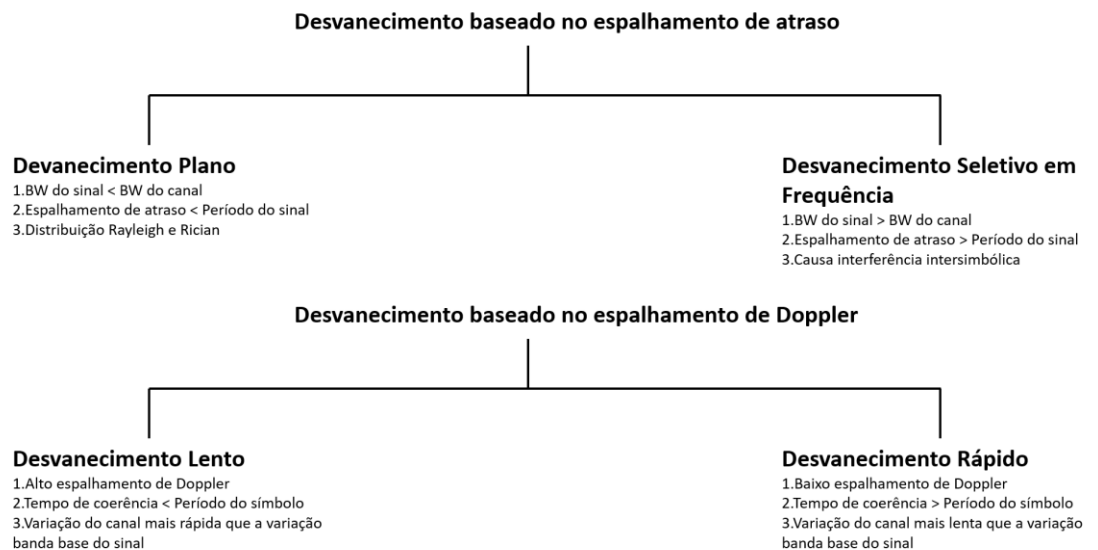 Desvanecimento baseado no espalhamento de atraso
Devanecimento Plano
1.BW do sinal < BW do canal
2.Espalhamento de atraso < Período do sinal
3.Distribuição Rayleigh e Rician
Desvanecimento Seletivo em
Frequência
1.BW do sinal > BW do canal
2.Espalhamento de atraso > Período do sinal
3.Causa interferência intersimbólica
Desvanecimento baseado no espalhamento de Doppler
Desvanecimento Lento
1.Alto espalhamento de Doppler
2.Tempo de coerência < Período do símbolo
3.Variação do canal mais rápida que a variação
banda base do sinal
Desvanecimento Rápido
1.Baixo espalhamento de Doppler
2.Tempo de coerência > Período do símbolo
3.Variação do canal mais lenta que a variação
banda base do sinal